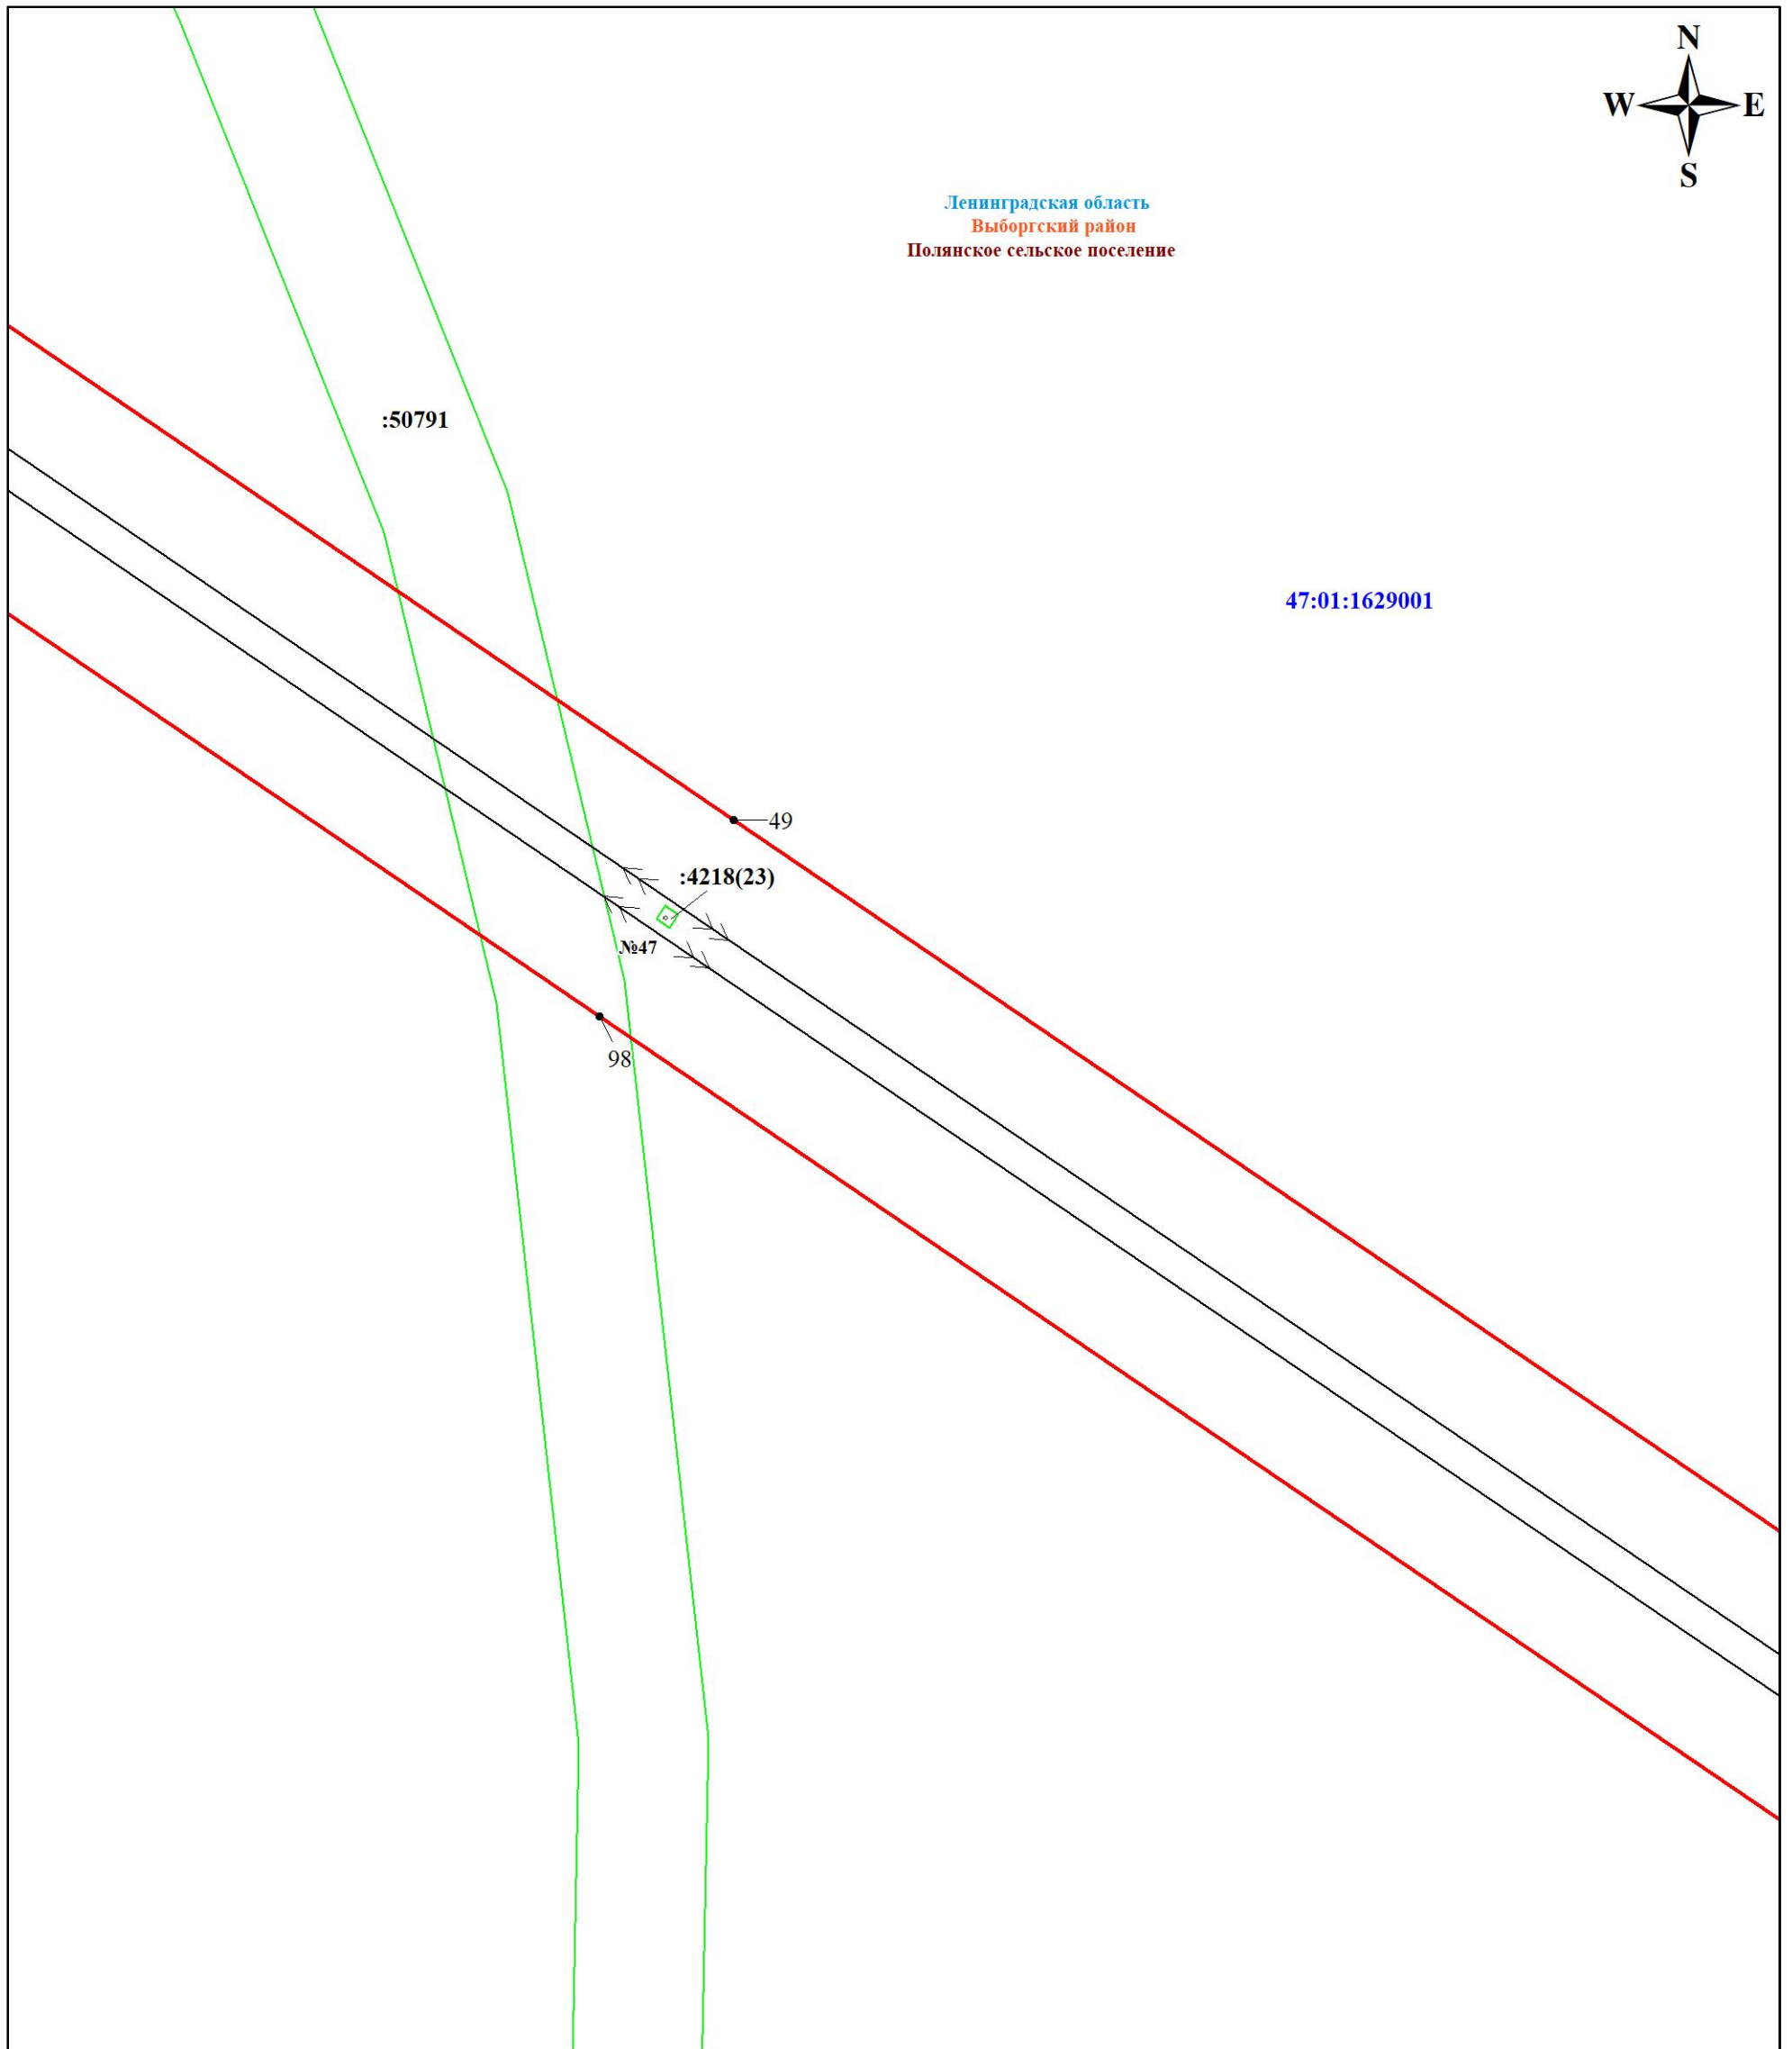 N
W E
S
Ленинградская область
Выборгский район
Полянское сельское поселение
:50791
47:01:1629001
49
:4218(23)
№47
98